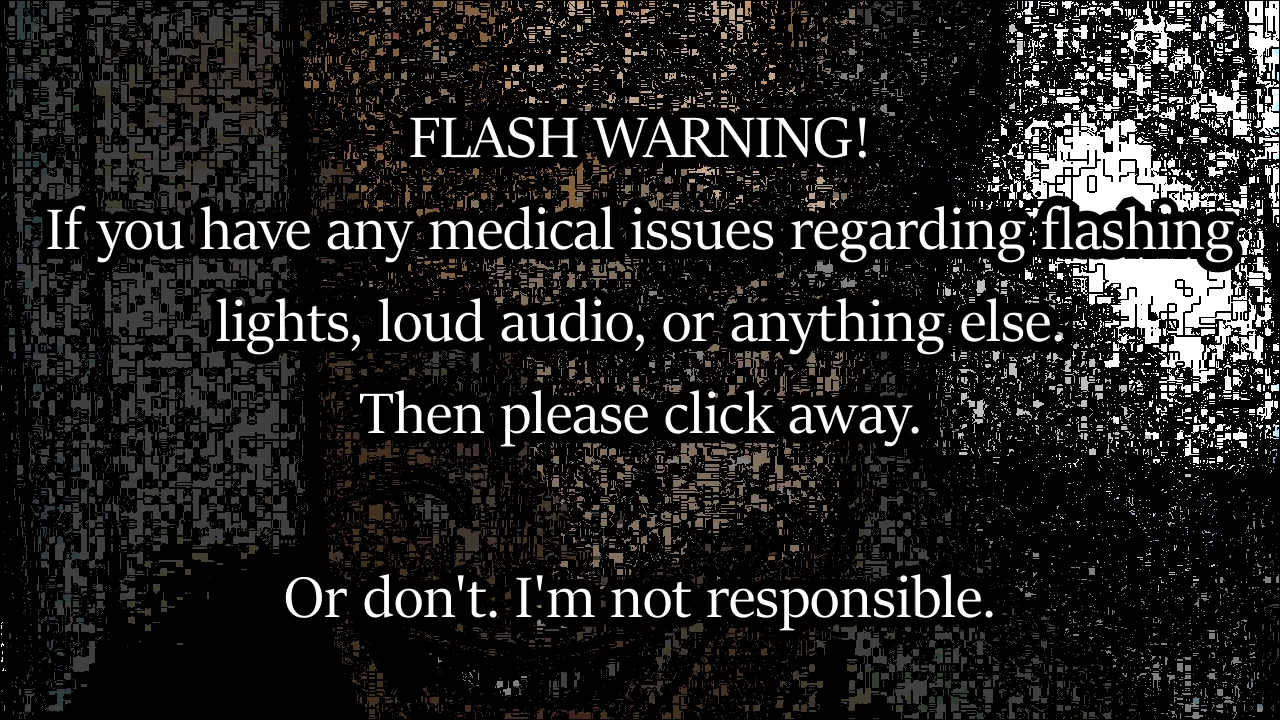 FLASH WARNING!
If you have any medical issues regarding flashing,
lights, loud audio, or anything else.
Then please click away.
Or don't. I'm not responsible.